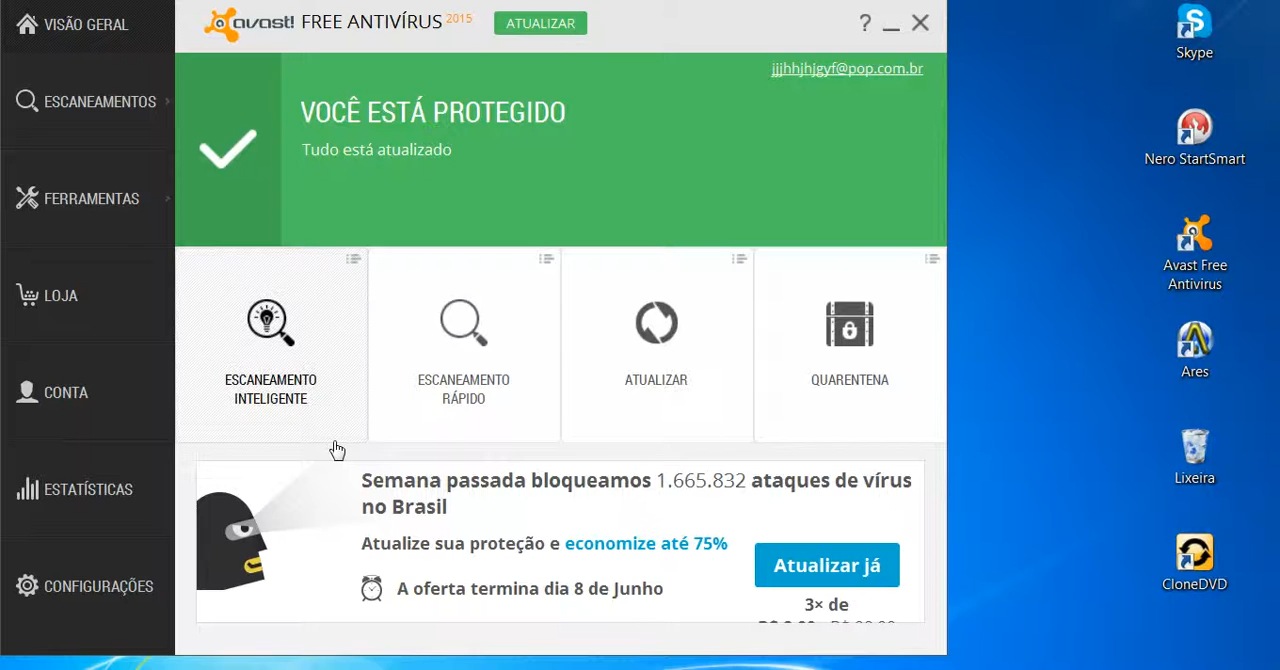 VISÃO GERAL
ESCANEAMENTOS
FERRAMENTAS
LOJA
CONTA
ESTATÍSTICAS
CONFIGURAÇÕES
avast! FREE ANTIVÍRUS 2015 ATUALIZAR ?
jjjhhjhjgyf@pop.com.br
VOCÊ ESTÁ PROTEGIDO
Tudo está atualizado
ESCANEAMENTO
INTELIGENTE
ESCANEAMENTO
RÁPIDO
ATUALIZAR
QUARENTENA
Semana passada bloqueamos 1.665.832 ataques de vírus
no Brasil
Atualize sua proteção e economize até 75%
A oferta termina dia 8 de Junho
Atualizar já
3× de
Skype
Nero StartSmart
Avast Free
Antivirus
Ares
Lixeira
CloneDVD